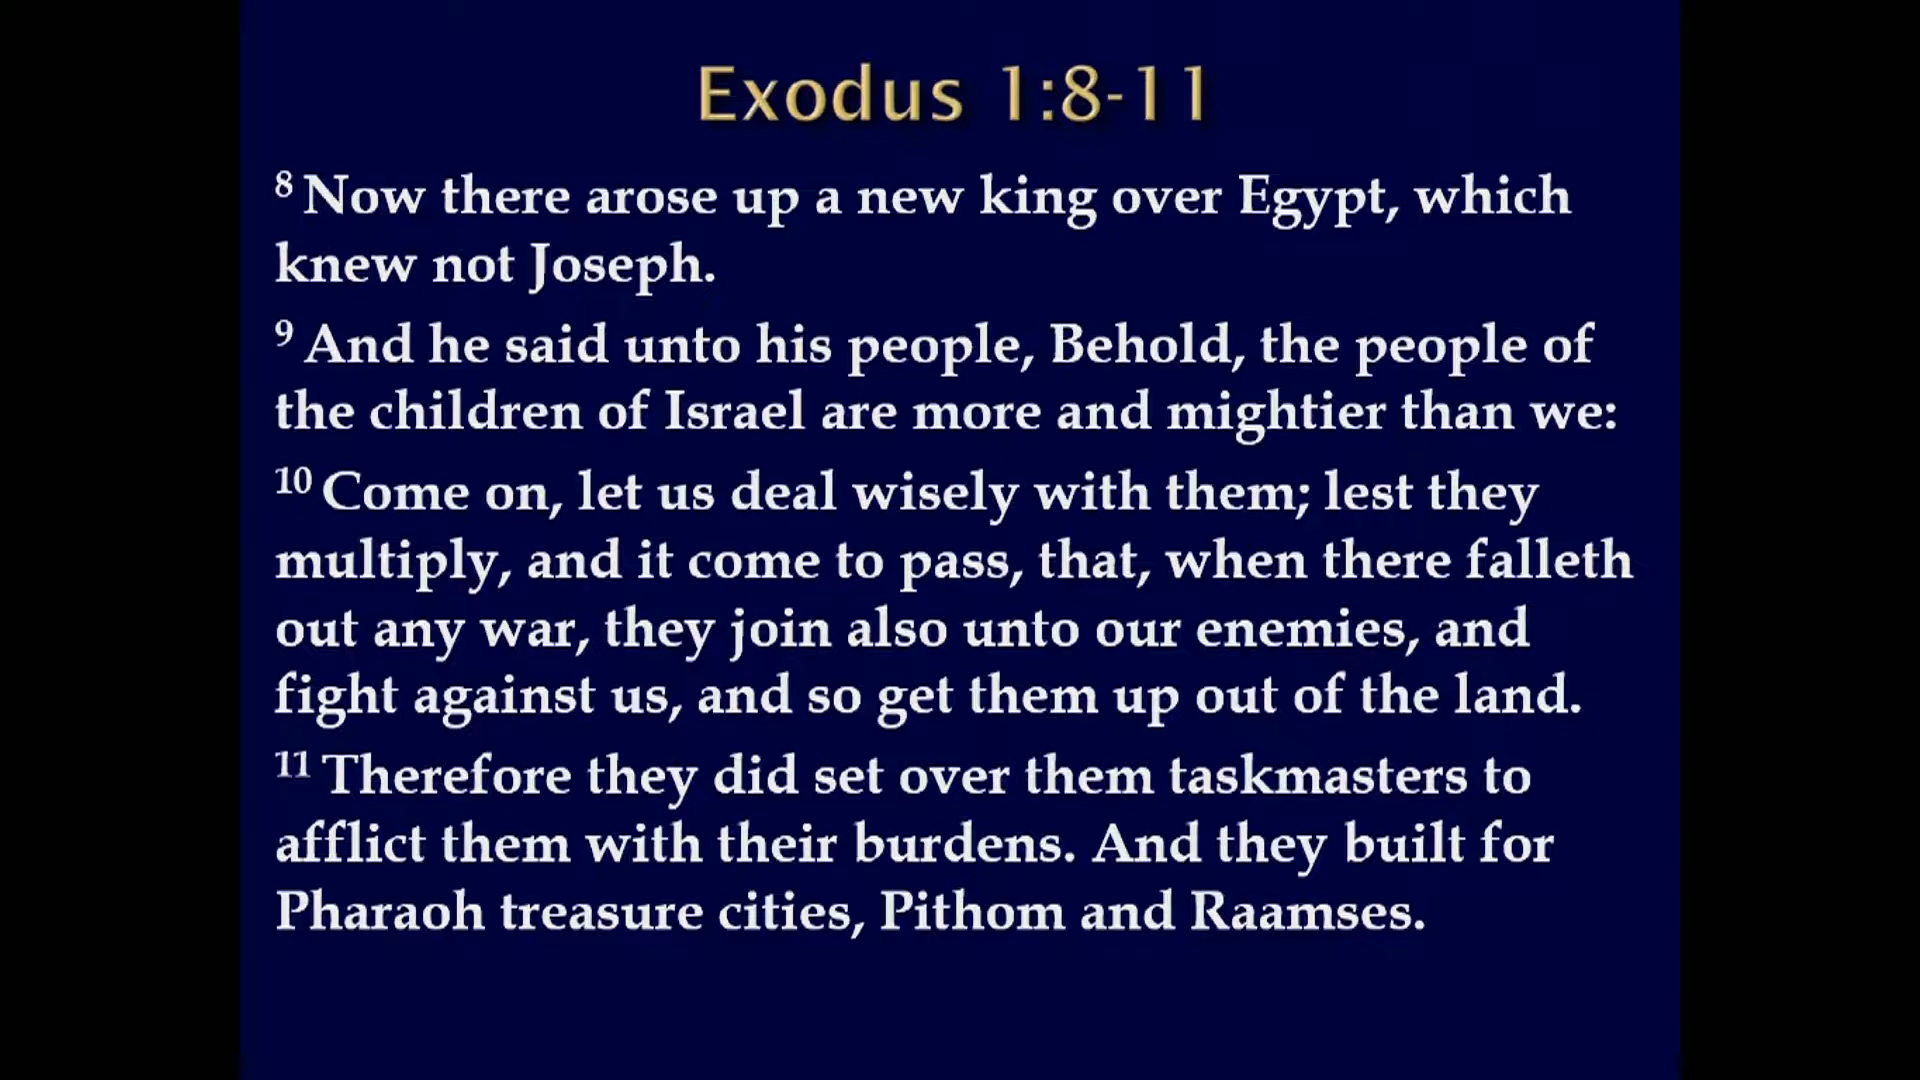 Exodus 1:8-11
8 Now there arose up a new king over Egypt, which
knew not Joseph.
9 And he said unto his people, Behold, the people of
the children of Israel are more and mightier than we:
10 Come on, let us deal wisely with them; lest they
multiply, and it come to pass, that, when there falleth
out any war, they join also unto our enemies, and
fight against us, and so get them up out of the land.
11 Therefore they did set over them taskmasters to
afflict them with their burdens. And they built for
Pharaoh treasure cities, Pithom and Raamses.